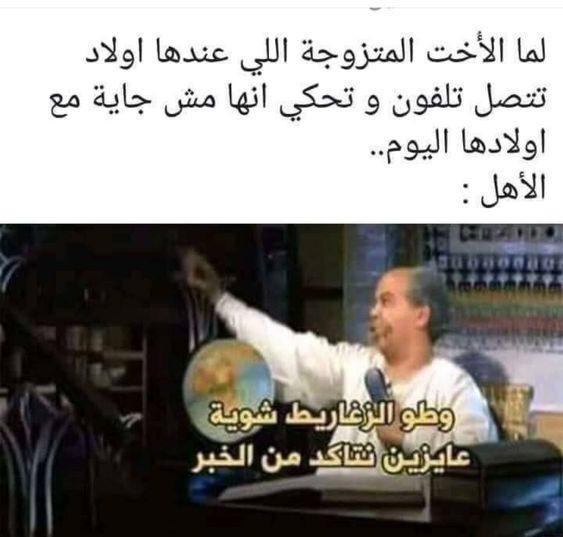 لما الأخت المتزوجة اللي عندها اولاد
تتصل تلفون و تحكي انها مش جاية مع
اولادها اليوم..
الأهل :
وطو الزغاريط شوية
عايزين نتاكد من الخبر